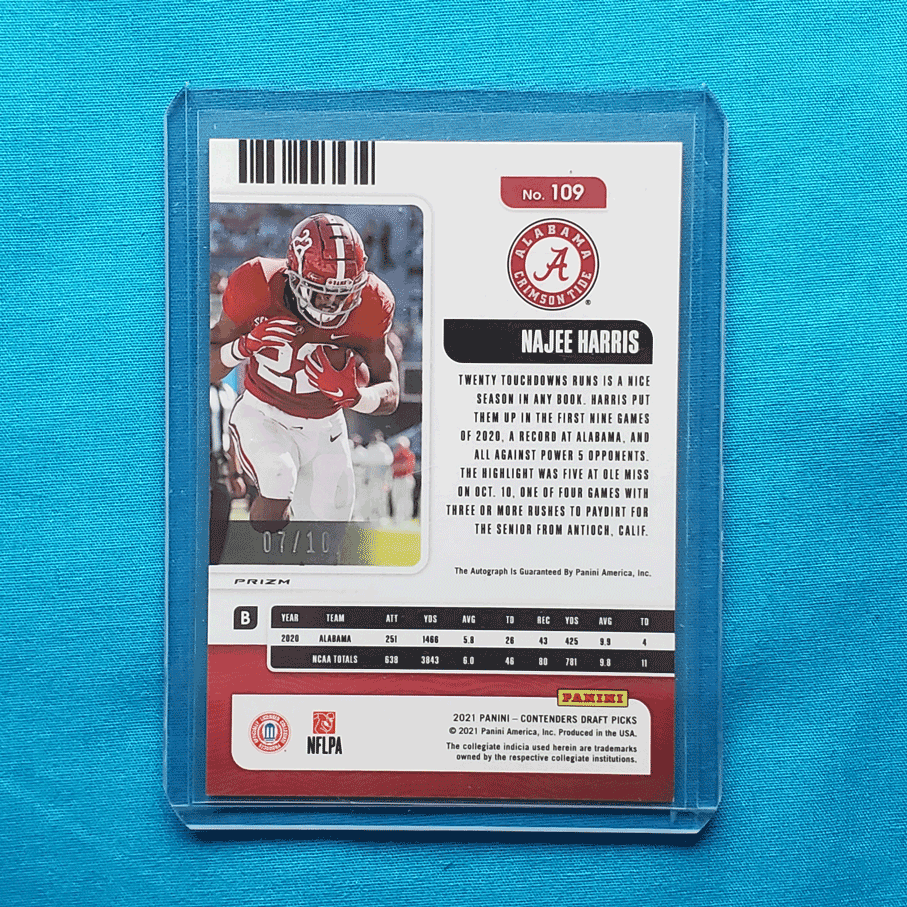 No. 109
ALABAMA
A
CRIMSON TIDE
®
22
NAJEE HARRIS
TWENTY TOUCHDOWNS RUNS IS A NICE
SEASON IN ANY BOOK. HARRIS PUT
THEM UP IN THE FIRST NINE GAMES
OF 2020, A RECORD AT ALABAMA, AND
ALL AGAINST POWER 5 OPPONENTS.
THE HIGHLIGHT WAS FIVE AT OLE MISS
ON OCT. 10, ONE OF FOUR GAMES WITH
THREE OR MORE RUSHES TO PAYDIRT FOR
THE SENIOR FROM ANTIOCH, CALIF.
07/10
The Autograph Is Guaranteed By Panini America, Inc.
PRIZM
B
YEAR TEAM ATT YDS AVG TD REC YDS AVG TD
2020 ALABAMA 251 1466 5.8 26 43 425 9.9 4
NCAA TOTALS 638 3843 6.0 46 80 781 9.8 11
PANINI
2021 PANINI – CONTENDERS DRAFT PICKS
© 2021 Panini America, Inc. Produced in the USA.
The collegiate indicia used herein are trademarks
owned by the respective collegiate institutions.
NFLPA